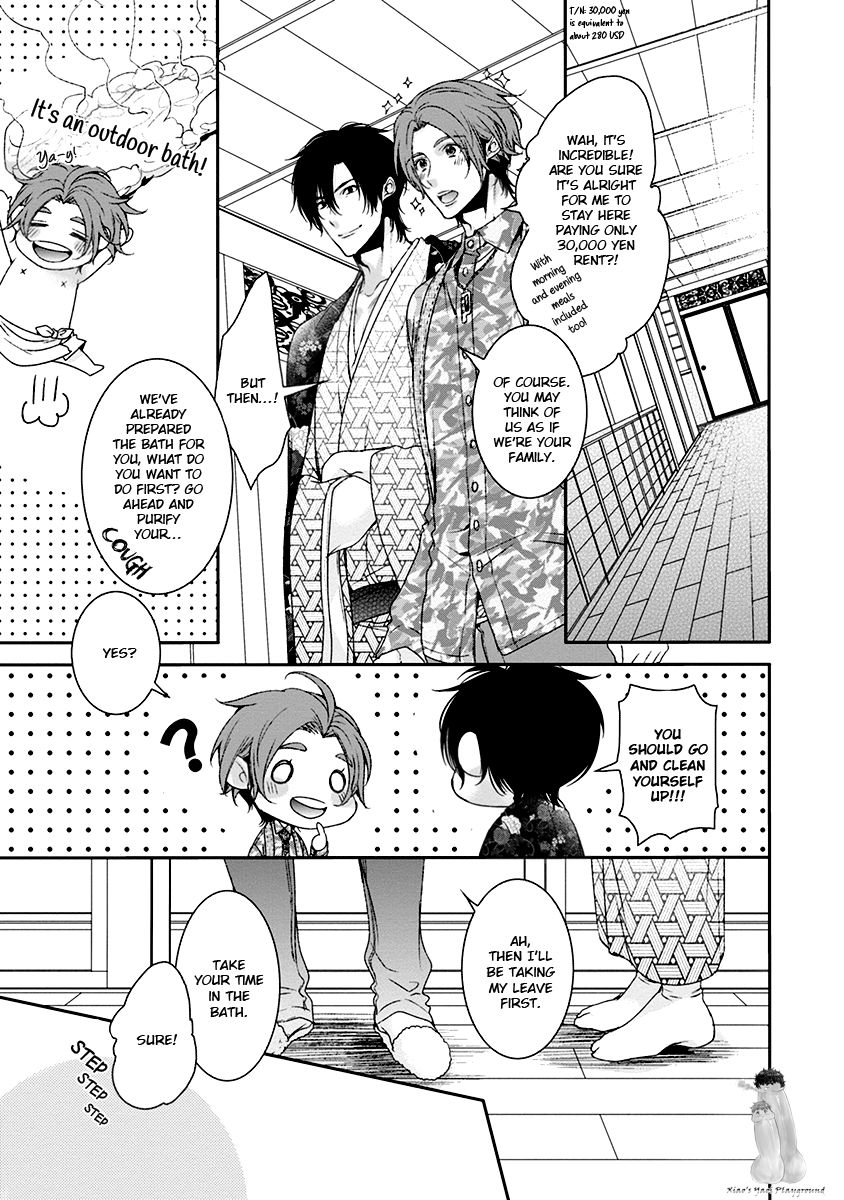 T/N: 30,000 yen
is equivalent to
about 280 USD
WAH, IT'S
INCREDIBLE!
ARE YOU SURE
IT'S ALRIGHT
FOR ME TO
STAY HERE
PAYING ONLY
30,000 YEN
RENT?!
With
morning
and evening
meals
included
too!
OF COURSE.
YOU MAY
THINK OF
US AS IF
WE'RE YOUR
FAMILY.
BUT
THEN...!
It's an outdoor bath!
Ya-y!
WE'VE
ALREADY
PREPARED
THE BATH FOR
YOU, WHAT DO
YOU WANT TO
DO FIRST? GO
AHEAD AND
PURIFY
YOUR...
COUGH
YOU
SHOULD GO
AND CLEAN
YOURSELF
UP!!!
?
YES?
AH,
THEN I'LL
BE TAKING
MY LEAVE
FIRST.
TAKE
YOUR TIME
IN THE
BATH.
SURE!
STEP
STEP
STEP
Xiao's Yaoi Playground